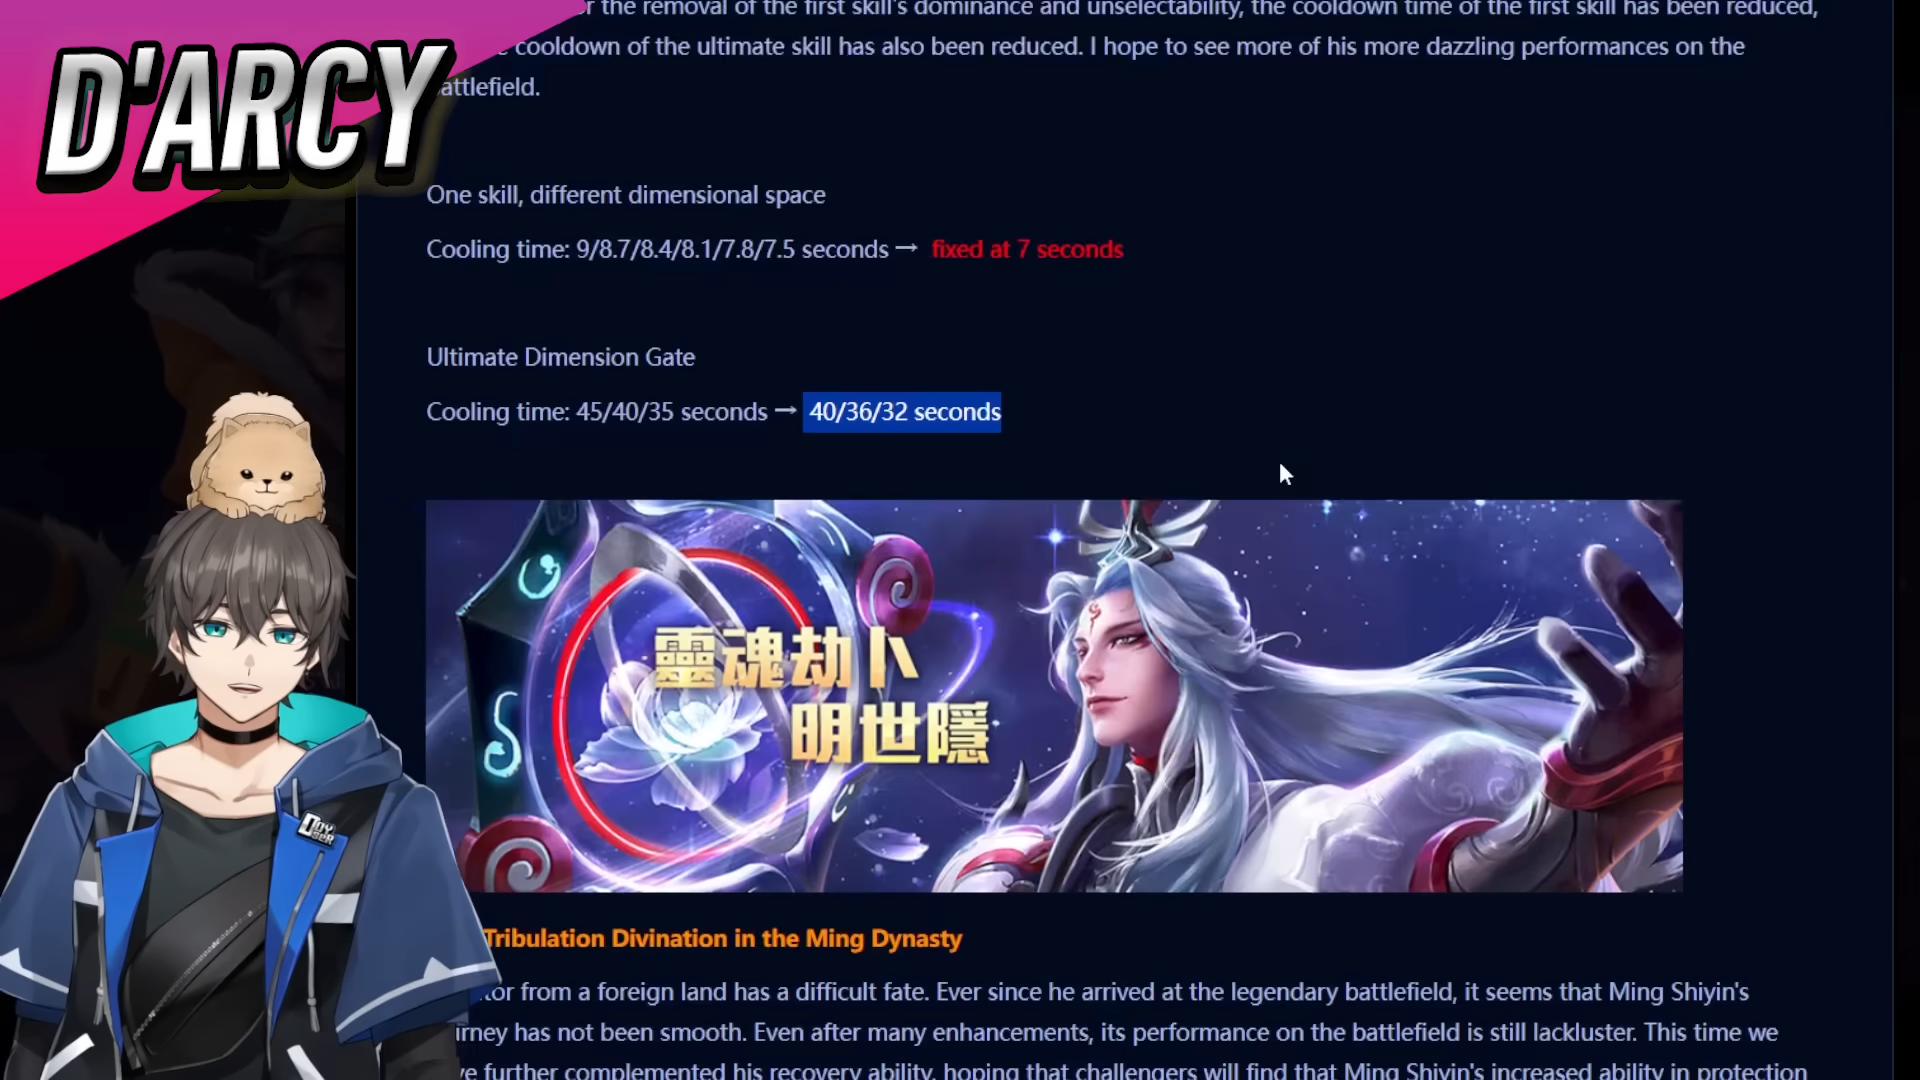 D'ARCY
the removal of the first skill's dominance and unselectability, the cooldown time of the first skill has been reduced,
cooldown of the ultimate skill has also been reduced. I hope to see more of his more dazzling performances on the
attlefield.
One skill, different dimensional space
Cooling time: 9/8.7/8.4/8.1/7.8/7.5 seconds → fixed at 7 seconds
Ultimate Dimension Gate
Cooling time: 45/40/35 seconds → 40/36/32 seconds
靈魂劫卜
明世隱
Tribulation Divination in the Ming Dynasty
tor from a foreign land has a difficult fate. Ever since he arrived at the legendary battlefield, it seems that Ming Shiyin's
rney has not been smooth. Even after many enhancements, its performance on the battlefield is still lackluster. This time we
further complemented his recovery ability, hoping that challengers will find that Ming Shiyin's increased ability in protection